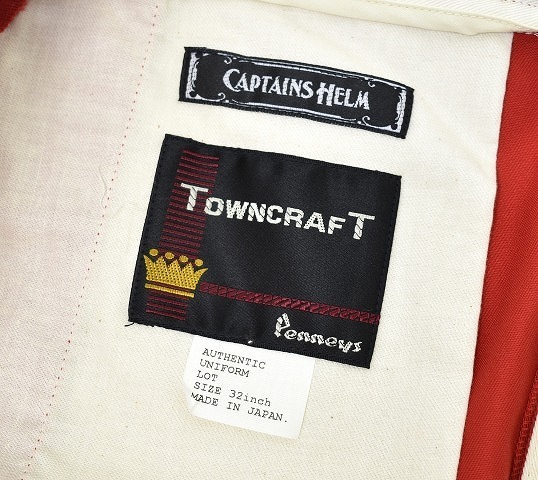 CAPTAINS HELM
TOWNCRAFT
Penneys
AUTHENTIC
UNIFORM
LOT
SIZE 32inch
MADE IN JAPAN.